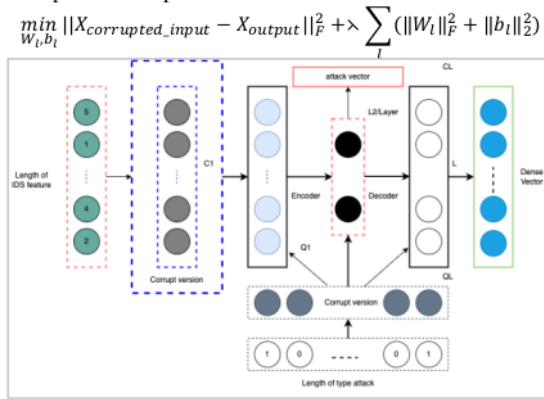 min ||X_corrupted_input − X_output||²_F + λ ∑ (‖W_l‖²_F + ‖b_l‖²_2)
W_l,b_l
l
attack vector
CL
5
1
4
2
Length of
IDS feature
C1
L2/Layer
L
Encoder
Decoder
Dense
Vector
Corrupt version
Q1
QL
Corrupt version
1 0 0 1
Length of type attack